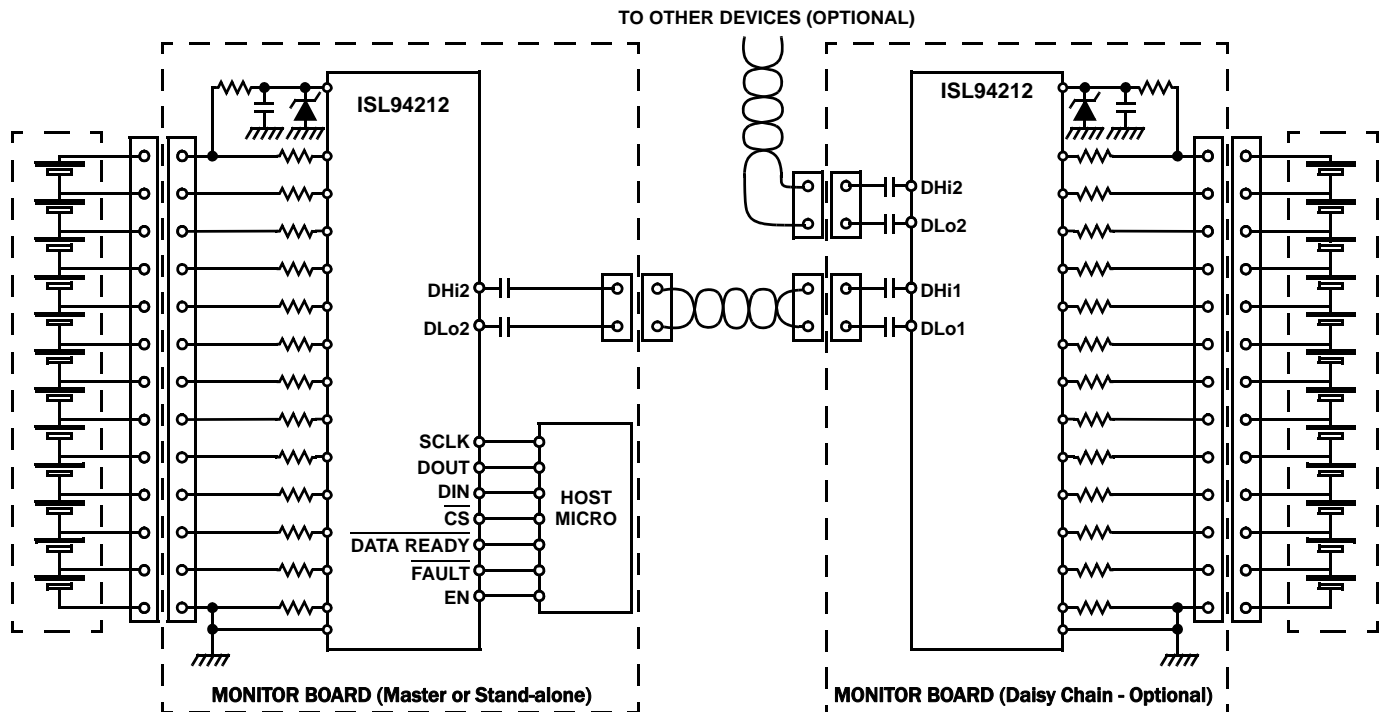 TO OTHER DEVICES (OPTIONAL)
ISL94212
ISL94212
DHi2
DLo2
DHi2
DLo2
DHi1
DLo1
SCLK
DOUT
DIN
CS
DATA READY
FAULT
EN
HOST
MICRO
MONITOR BOARD (Master or Stand-alone)
MONITOR BOARD (Daisy Chain - Optional)